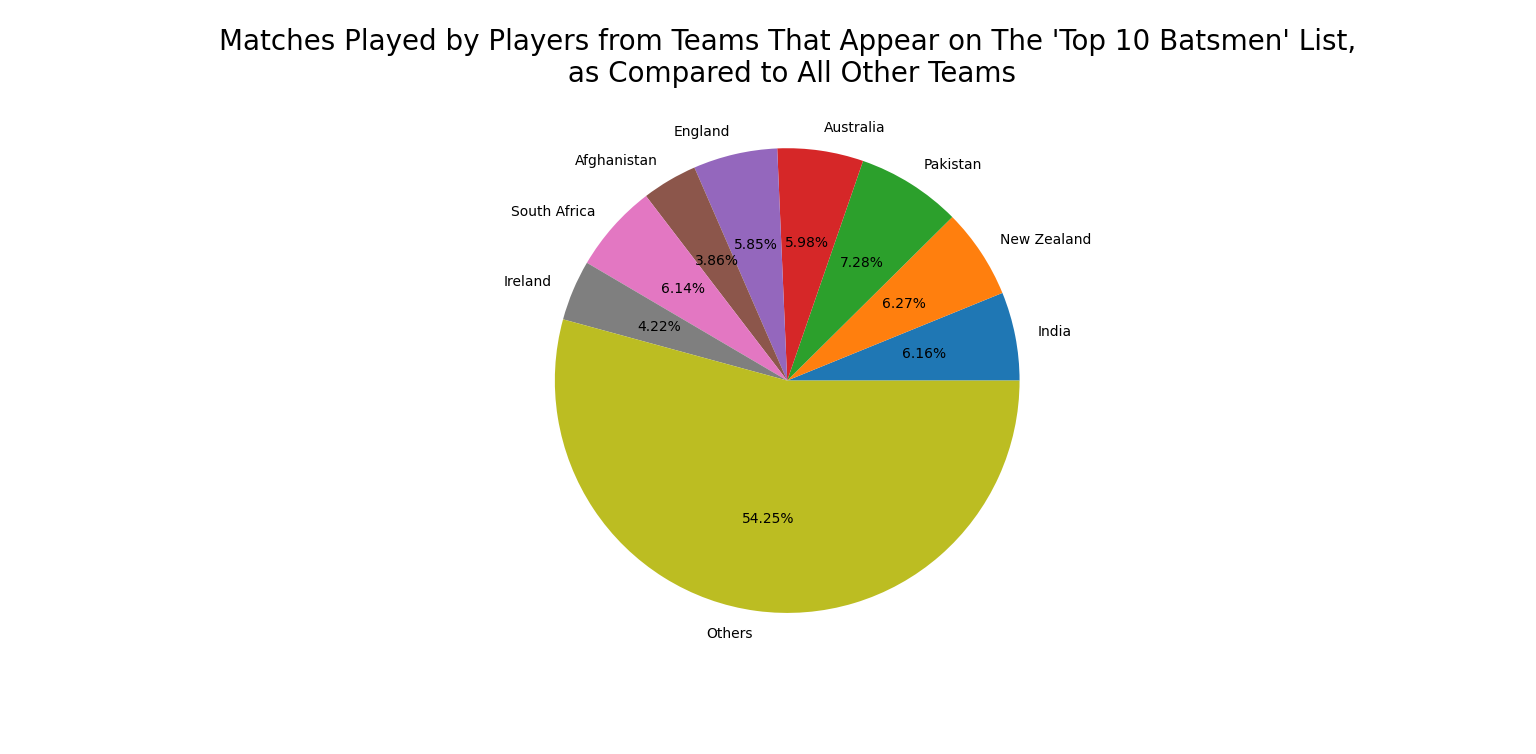 Matches Played by Players from Teams That Appear on The 'Top 10 Batsmen' List,
as Compared to All Other Teams
Australia
England
Afghanistan
Pakistan
South Africa
New Zealand
Ireland
India
5.98%
5.85%
3.86%
7.28%
6.14%
6.27%
4.22%
6.16%
54.25%
Others